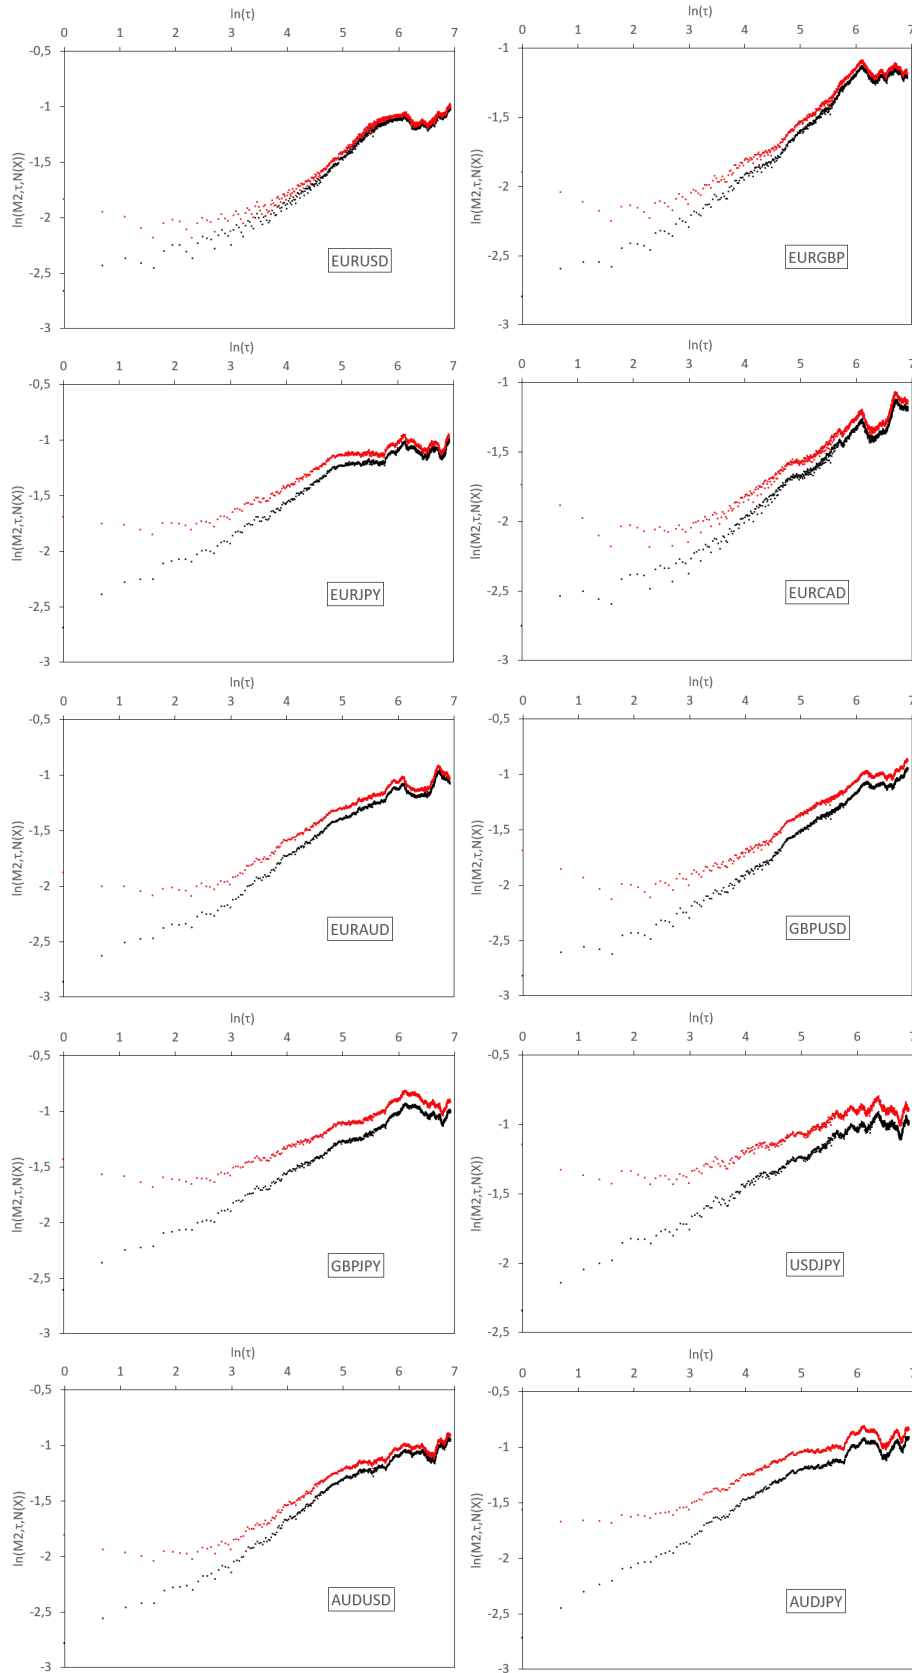 ln(τ)
0 1 2 3 4 5 6 7
-0,5
-1
-1,5
-2
-2,5
-3
ln(M2,τ,N(X))
EURUSD
ln(τ)
0 1 2 3 4 5 6 7
-1
-1,5
-2
-2,5
-3
ln(M2,τ,N(X))
EURGBP
ln(τ)
0 1 2 3 4 5 6 7
-0,5
-1
-1,5
-2
-2,5
-3
ln(M2,τ,N(X))
EURJPY
ln(τ)
0 1 2 3 4 5 6 7
-1
-1,5
-2
-2,5
-3
ln(M2,τ,N(X))
EURCAD
ln(τ)
0 1 2 3 4 5 6 7
-0,5
-1
-1,5
-2
-2,5
-3
ln(M2,τ,N(X))
EURAUD
ln(τ)
0 1 2 3 4 5 6 7
-0,5
-1
-1,5
-2
-2,5
-3
ln(M2,τ,N(X))
GBPUSD
ln(τ)
0 1 2 3 4 5 6 7
-0,5
-1
-1,5
-2
-2,5
-3
ln(M2,τ,N(X))
GBPJPY
ln(τ)
0 1 2 3 4 5 6 7
-0,5
-1
-1,5
-2
-2,5
ln(M2,τ,N(X))
USDJPY
ln(τ)
0 1 2 3 4 5 6 7
-0,5
-1
-1,5
-2
-2,5
-3
ln(M2,τ,N(X))
AUDUSD
ln(τ)
0 1 2 3 4 5 6 7
-0,5
-1
-1,5
-2
-2,5
-3
ln(M2,τ,N(X))
AUDJPY